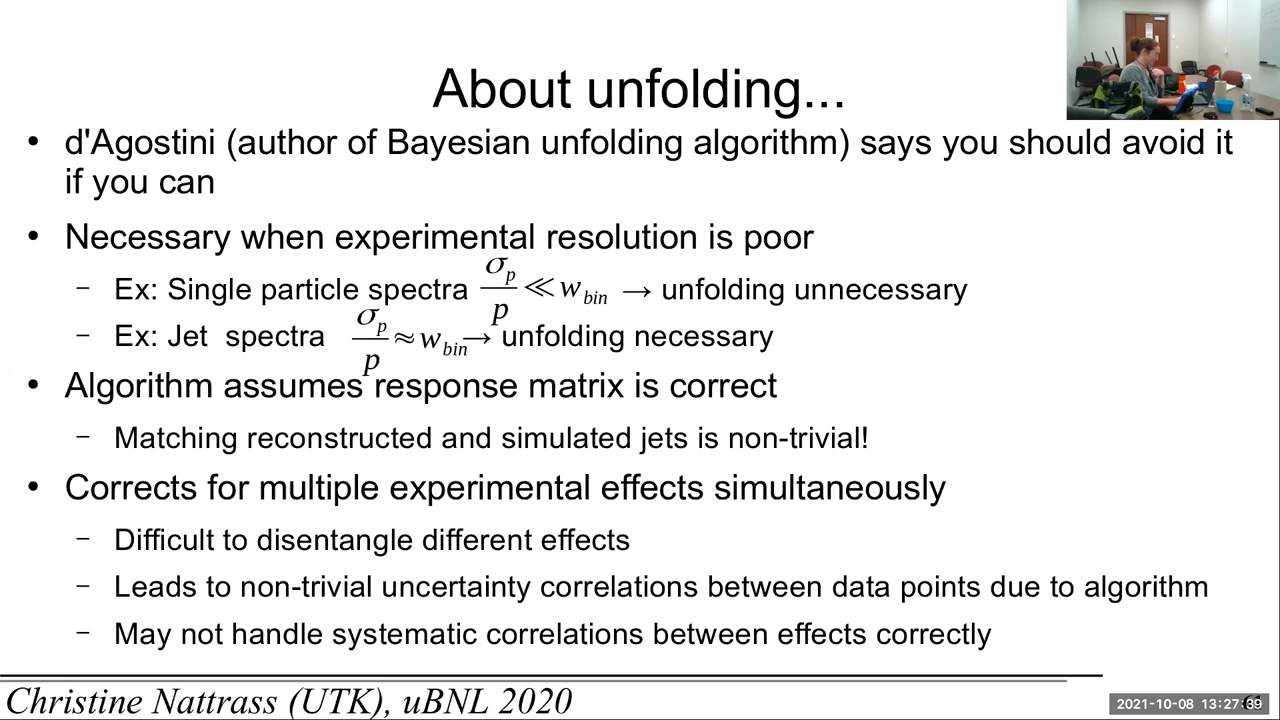 About unfolding...
• d'Agostini (author of Bayesian unfolding algorithm) says you should avoid it
if you can
• Necessary when experimental resolution is poor
– Ex: Single particle spectra σ_p/p ≪ w_bin → unfolding unnecessary
– Ex: Jet spectra σ_p/p ≈ w_bin → unfolding necessary
• Algorithm assumes response matrix is correct
– Matching reconstructed and simulated jets is non-trivial!
• Corrects for multiple experimental effects simultaneously
– Difficult to disentangle different effects
– Leads to non-trivial uncertainty correlations between data points due to algorithm
– May not handle systematic correlations between effects correctly
Christine Nattrass (UTK), uBNL 2020
2021-10-08 13:27:39